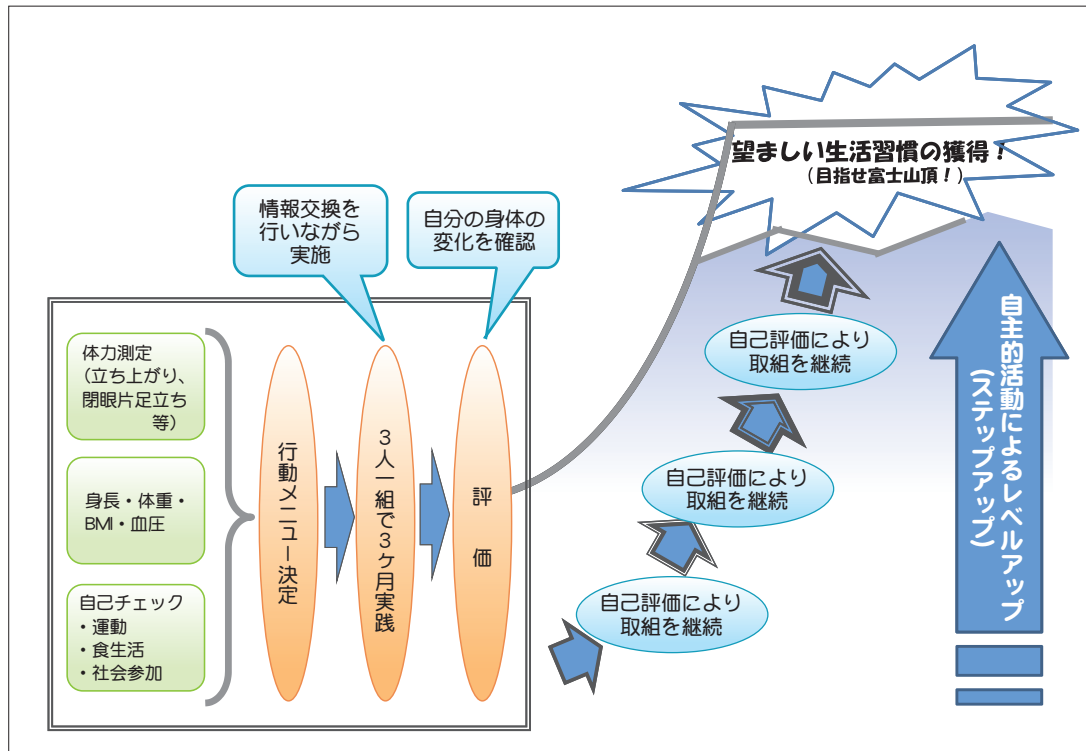 望ましい生活習慣の獲得！
（目指せ富士山頂！）
情報交換を
行いながら
実施
自分の身体の
変化を確認
体力測定
（立ち上がり、
閉眼片足立ち
等）
身長・体重・
BMI・血圧
自己チェック
・運動
・食生活
・社会参加
行動メニュー決定
３人一組で３ヶ月実践
評価
自己評価により
取組を継続
自己評価により
取組を継続
自己評価により
取組を継続
自主的活動によるレベルアップ
（ステップアップ）